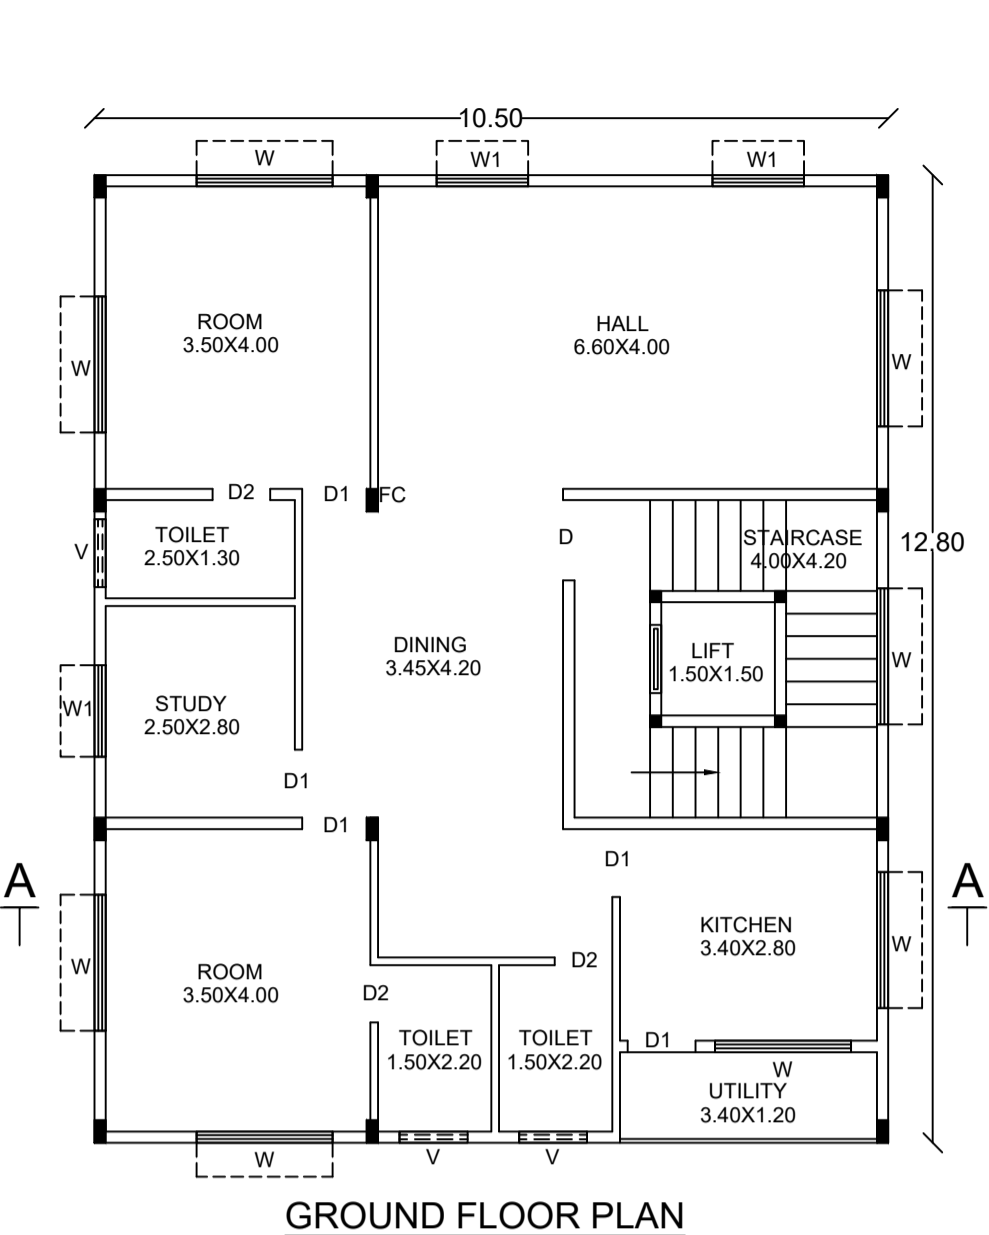 10.50
W
W1
W1
ROOM
3.50X4.00
HALL
6.60X4.00
W
W
D2
D1
FC
TOILET
2.50X1.30
V
D
STAIRCASE
4.00X4.20
12.80
DINING
3.45X4.20
LIFT
1.50X1.50
W
STUDY
2.50X2.80
W1
D1
D1
D1
A
A
KITCHEN
3.40X2.80
W
ROOM
3.50X4.00
W
D2
D2
TOILET
1.50X2.20
TOILET
1.50X2.20
D1
W
UTILITY
3.40X1.20
W
V
V
GROUND FLOOR PLAN